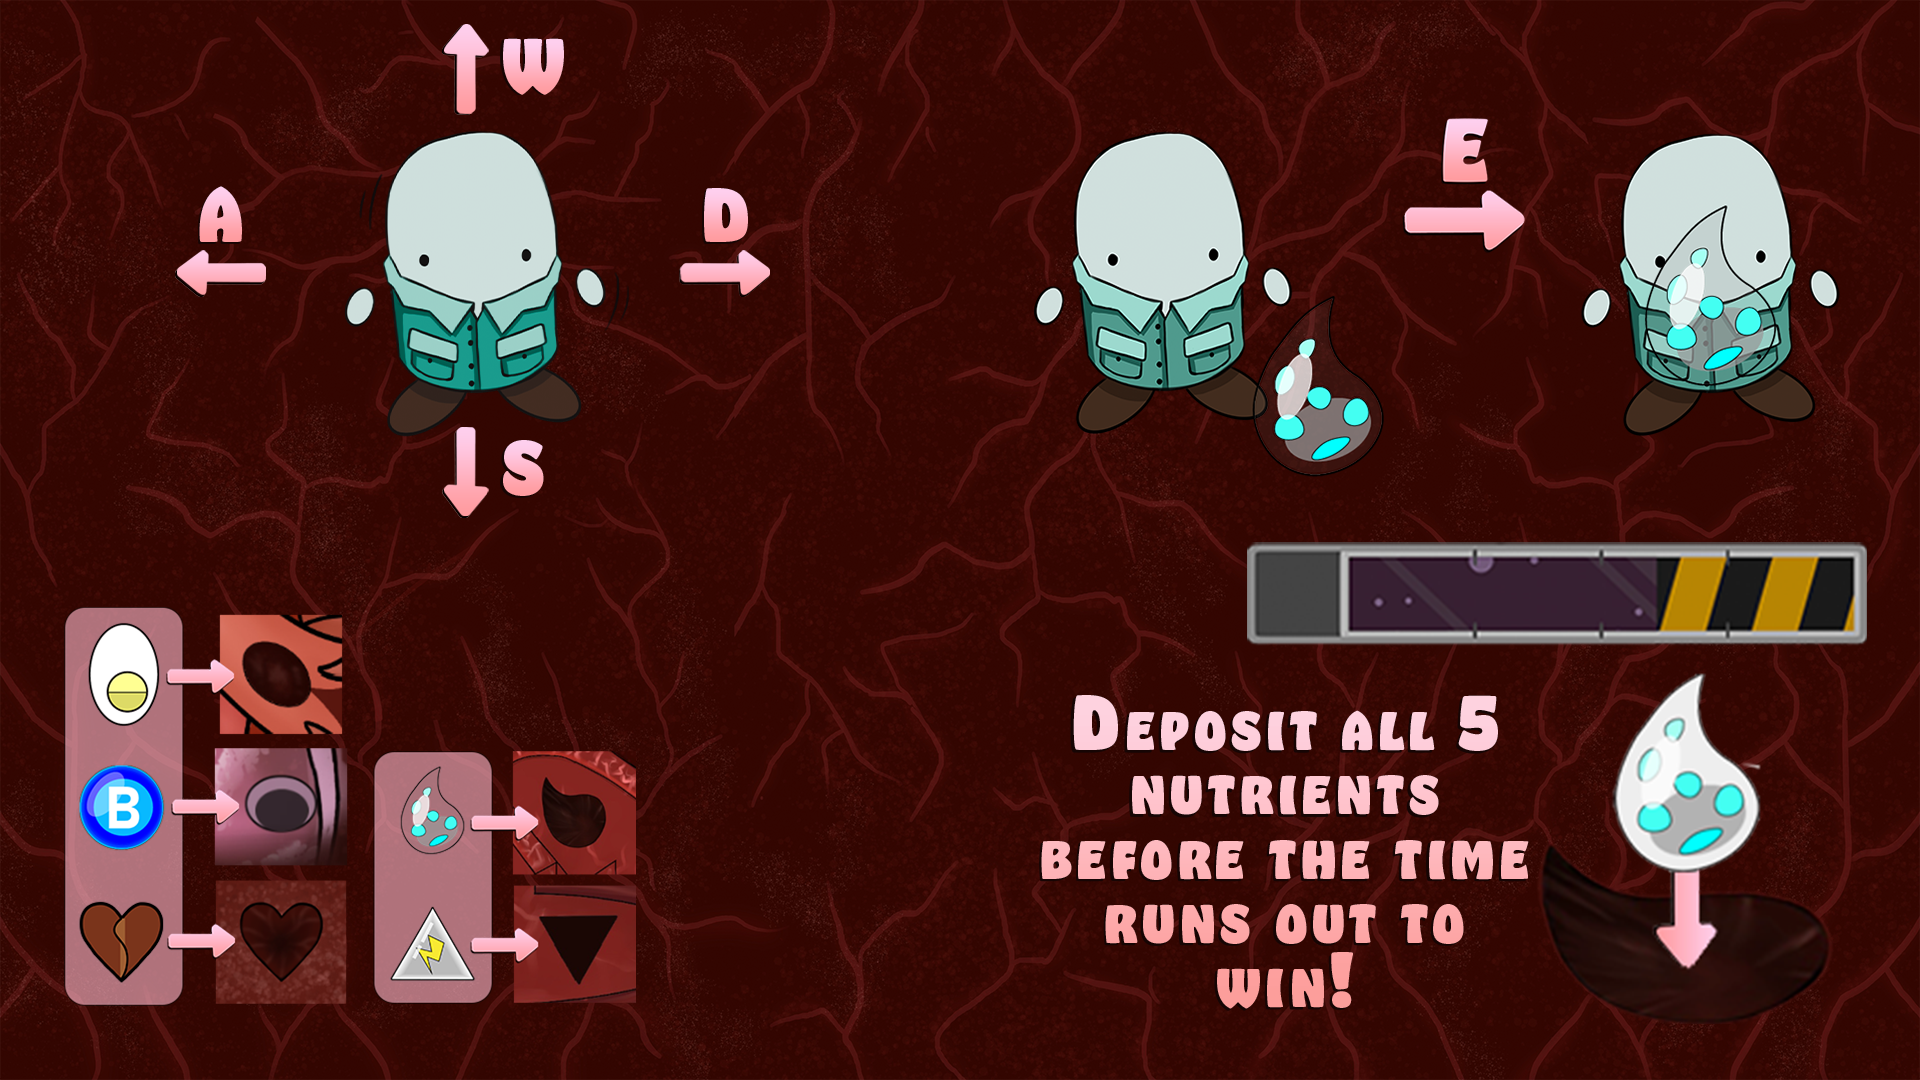 W
A
D
S
E
B
DEPOSIT ALL 5
NUTRIENTS
BEFORE THE TIME
RUNS OUT TO
WIN!